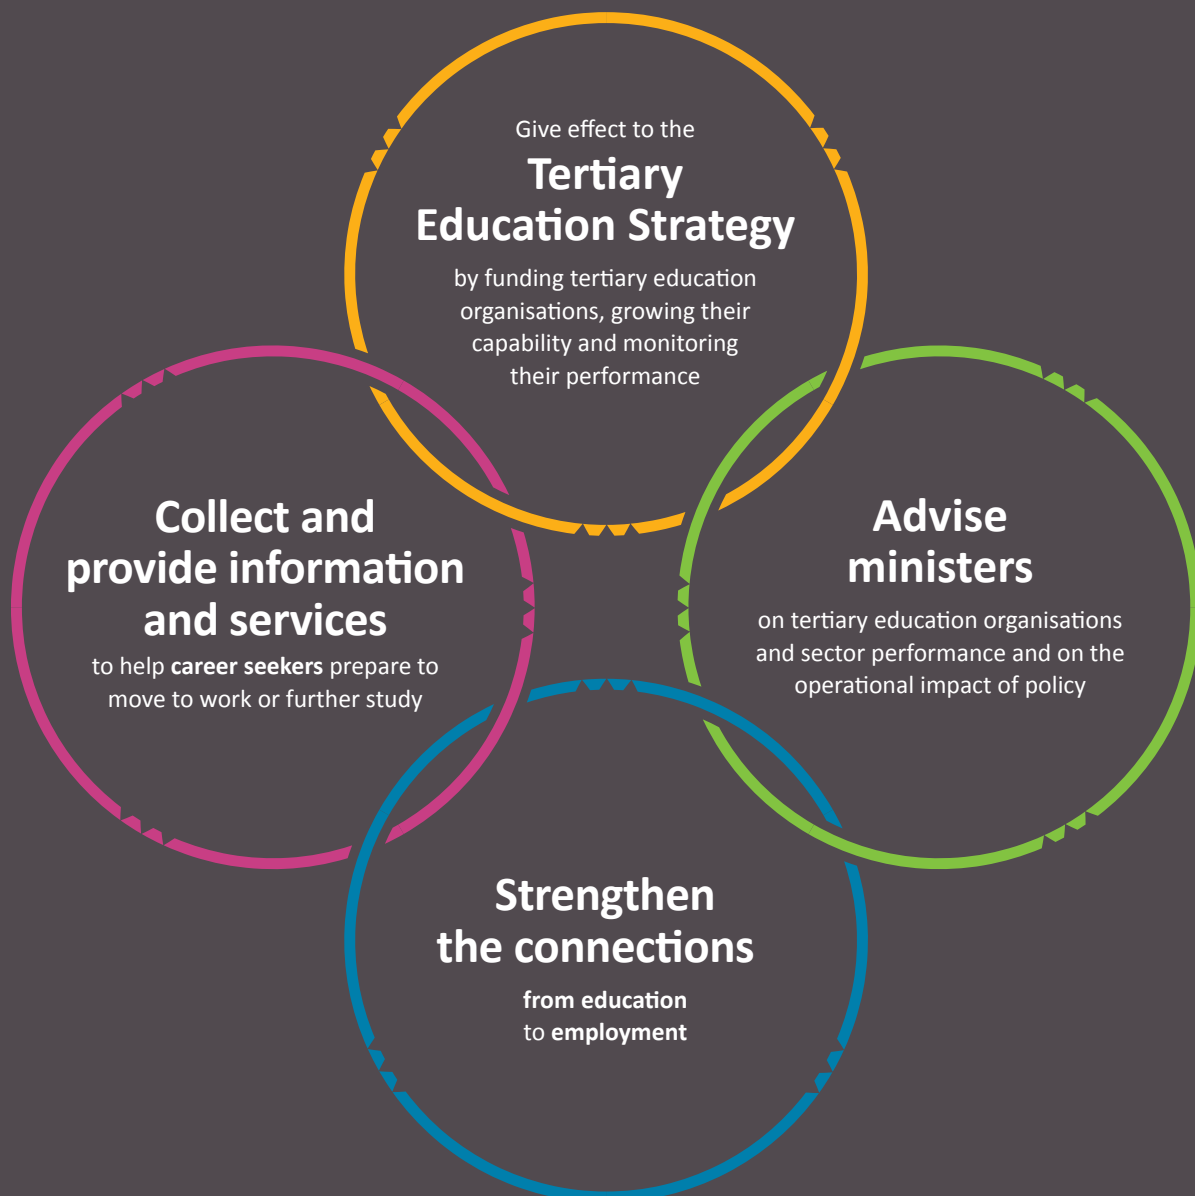 Give effect to the
Tertiary
Education Strategy
by funding tertiary education
organisations, growing their
capability and monitoring
their performance
Collect and
provide information
and services
to help career seekers prepare to
move to work or further study
Advise
ministers
on tertiary education organisations
and sector performance and on the
operational impact of policy
Strengthen
the connections
from education
to employment